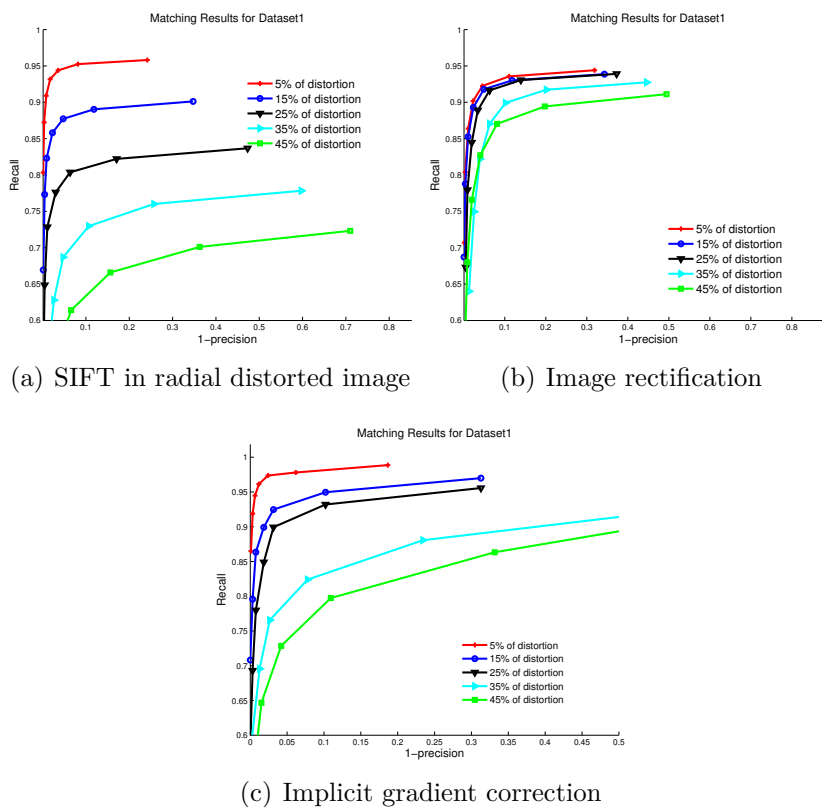 Matching Results for Dataset1
1
0.95
0.9
0.85
0.8
0.75
0.7
0.65
0.6
Recall
5% of distortion
15% of distortion
25% of distortion
35% of distortion
45% of distortion
0.1 0.2 0.3 0.4 0.5 0.6 0.7 0.8
1−precision
(a) SIFT in radial distorted image
Matching Results for Dataset1
1
0.95
0.9
0.85
0.8
0.75
0.7
0.65
0.6
Recall
5% of distortion
15% of distortion
25% of distortion
35% of distortion
45% of distortion
0.1 0.2 0.3 0.4 0.5 0.6 0.7 0.8
1−precision
(b) Image rectification
Matching Results for Dataset1
1
0.95
0.9
0.85
0.8
0.75
0.7
0.65
0.6
Recall
5% of distortion
15% of distortion
25% of distortion
35% of distortion
45% of distortion
0 0.05 0.1 0.15 0.2 0.25 0.3 0.35 0.4 0.45 0.5
1−precision
(c) Implicit gradient correction